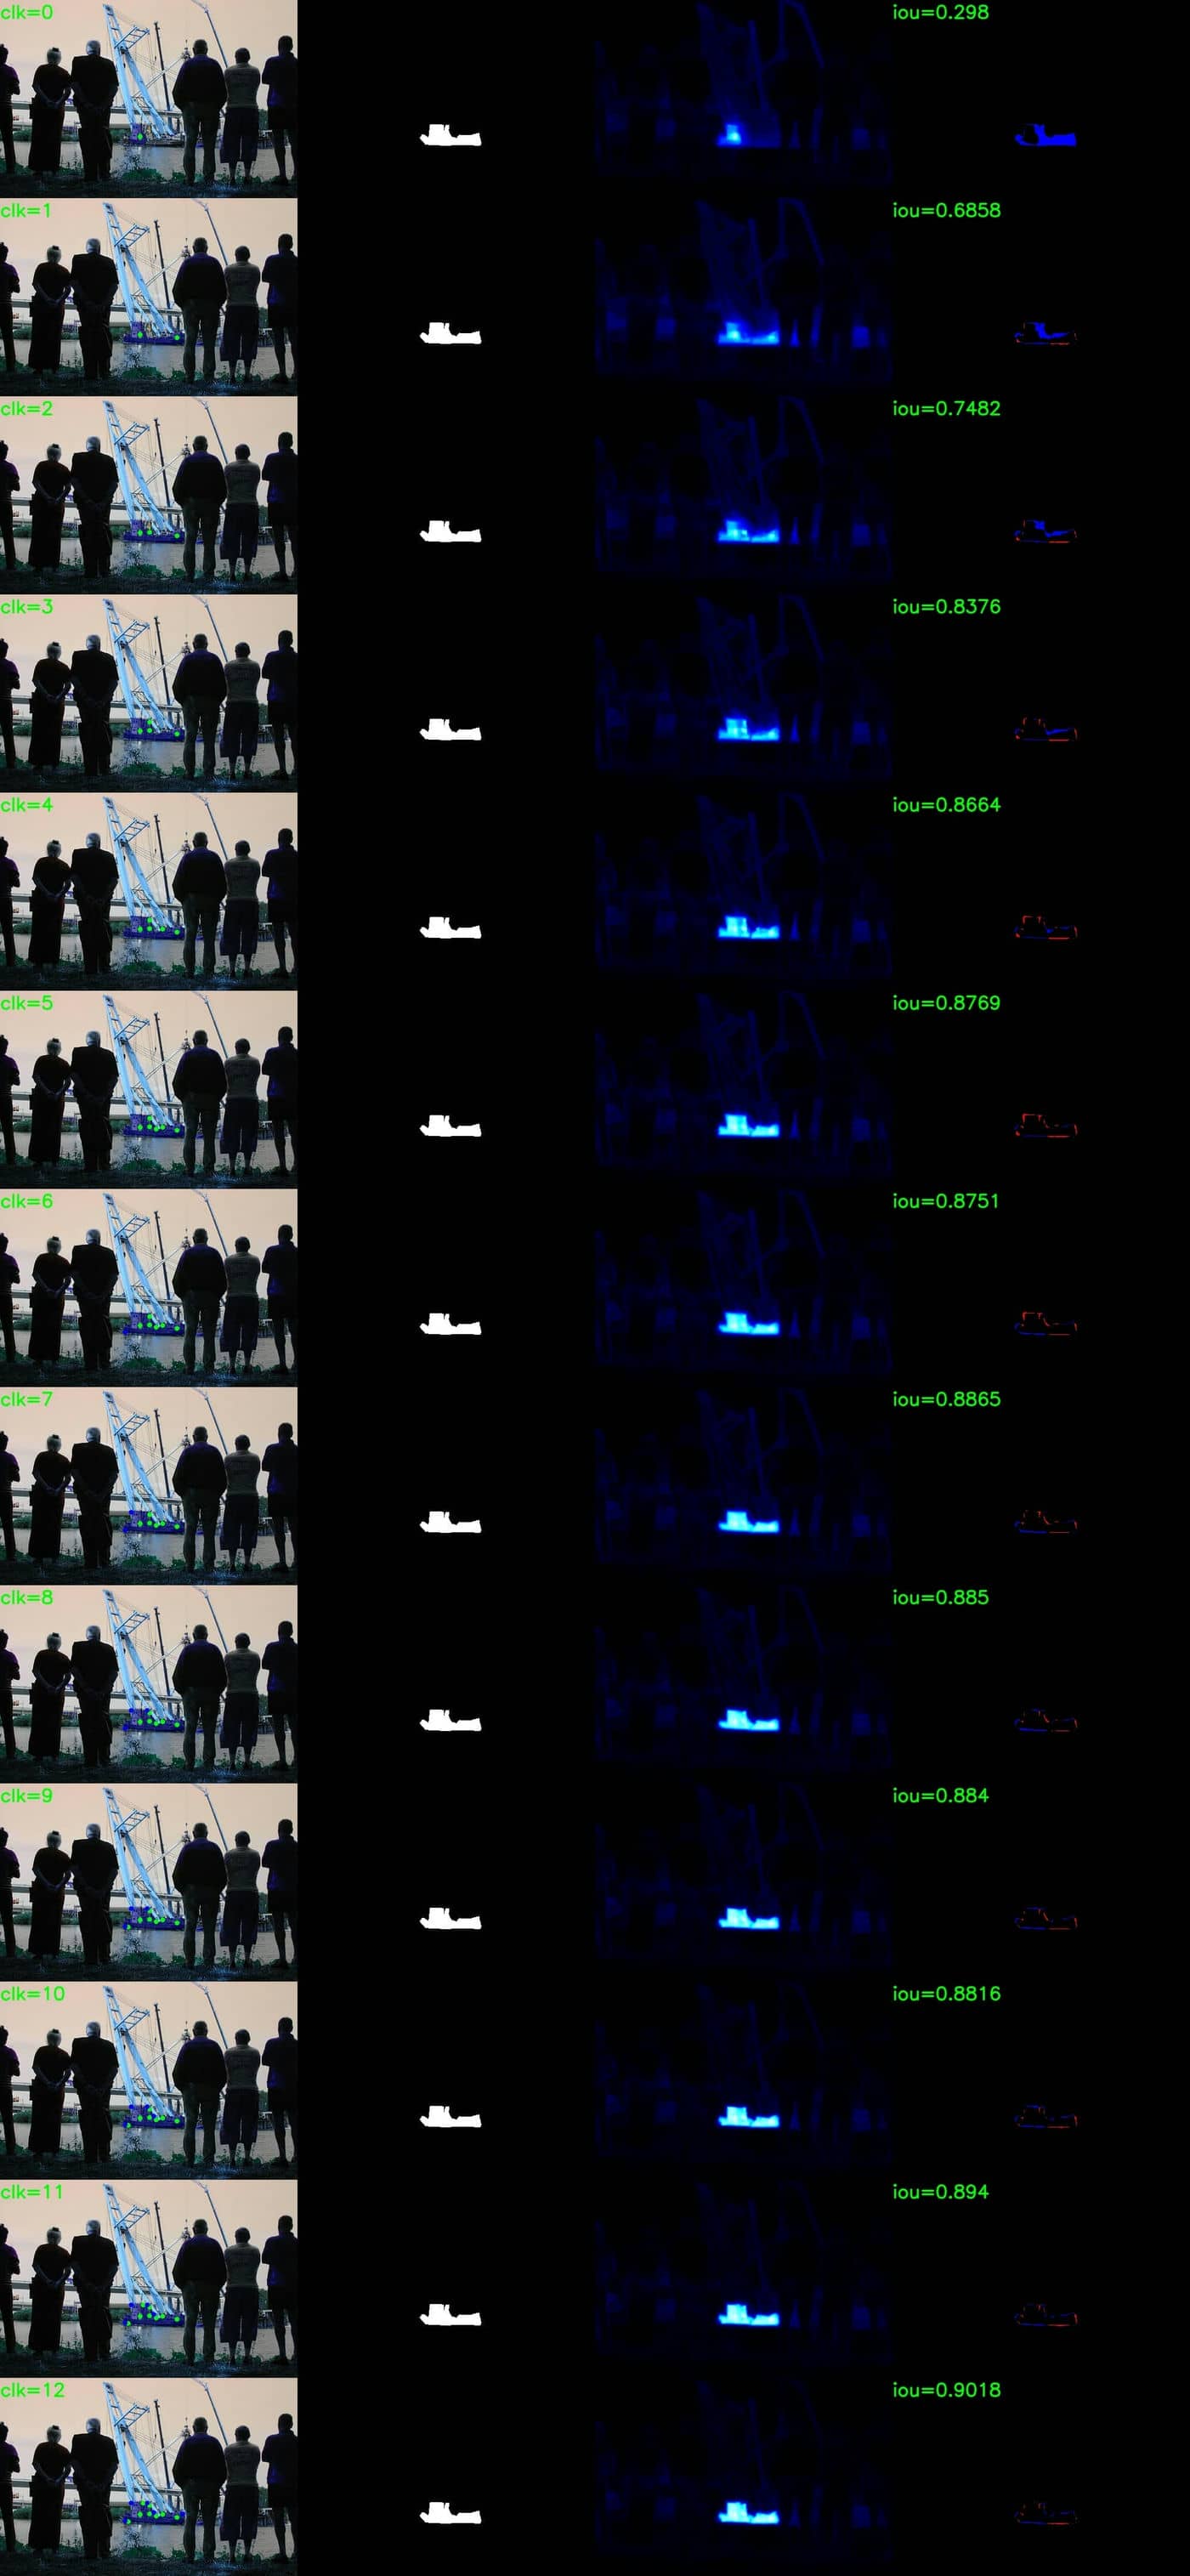 clk=0 iou=0.298
clk=1 iou=0.6858
clk=2 iou=0.7482
clk=3 iou=0.8376
clk=4 iou=0.8664
clk=5 iou=0.8769
clk=6 iou=0.8751
clk=7 iou=0.8865
clk=8 iou=0.885
clk=9 iou=0.884
clk=10 iou=0.8816
clk=11 iou=0.894
clk=12 iou=0.9018